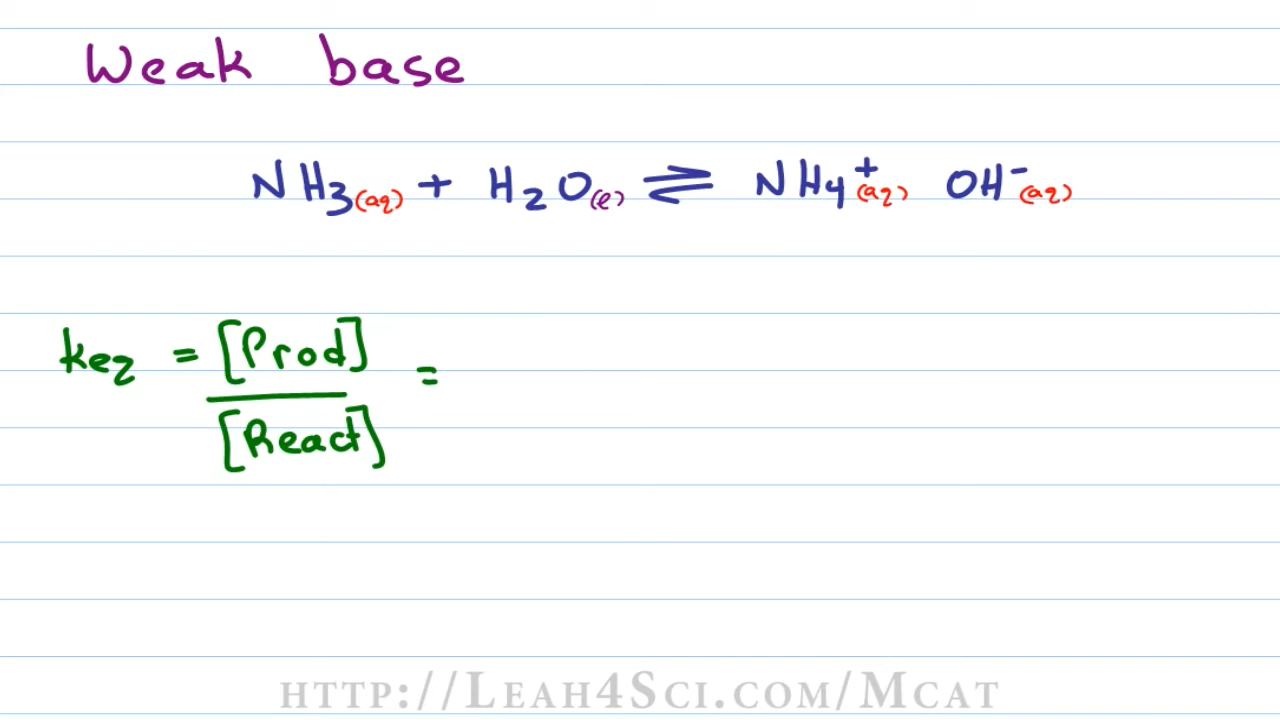 Weak base
NH3(aq) + H2O(l) ⇌ NH4+(aq) OH-(aq)
keq = [Prod] =
[React]
HTTP://LEAH4SCI.COM/MCAT